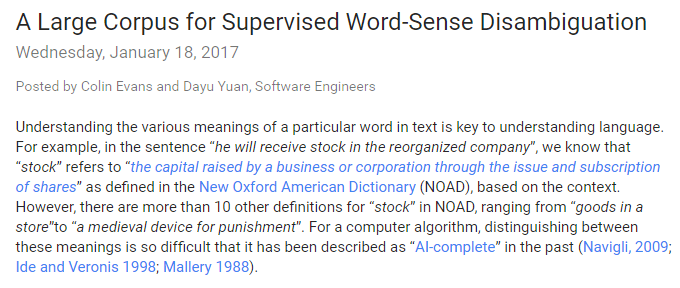 A Large Corpus for Supervised Word-Sense Disambiguation
Wednesday, January 18, 2017
Posted by Colin Evans and Dayu Yuan, Software Engineers
Understanding the various meanings of a particular word in text is key to understanding language.
For example, in the sentence “he will receive stock in the reorganized company”, we know that
“stock” refers to “the capital raised by a business or corporation through the issue and subscription
of shares” as defined in the New Oxford American Dictionary (NOAD), based on the context.
However, there are more than 10 other definitions for “stock” in NOAD, ranging from “goods in a
store”to “a medieval device for punishment”. For a computer algorithm, distinguishing between
these meanings is so difficult that it has been described as “AI-complete” in the past (Navigli, 2009;
Ide and Veronis 1998; Mallery 1988).